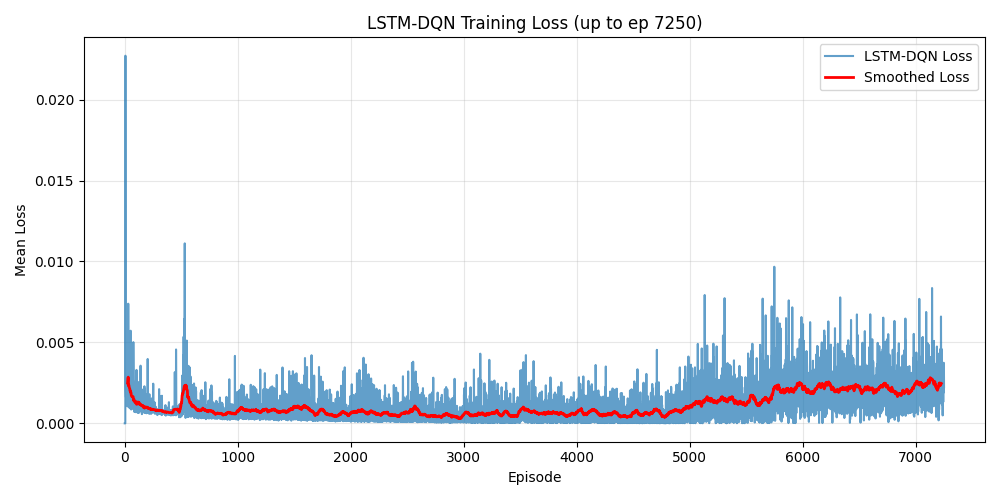 LSTM-DQN Training Loss (up to ep 7250)
LSTM-DQN Loss
Smoothed Loss
0.020
0.015
0.010
0.005
0.000
Mean Loss
0 1000 2000 3000 4000 5000 6000 7000
Episode